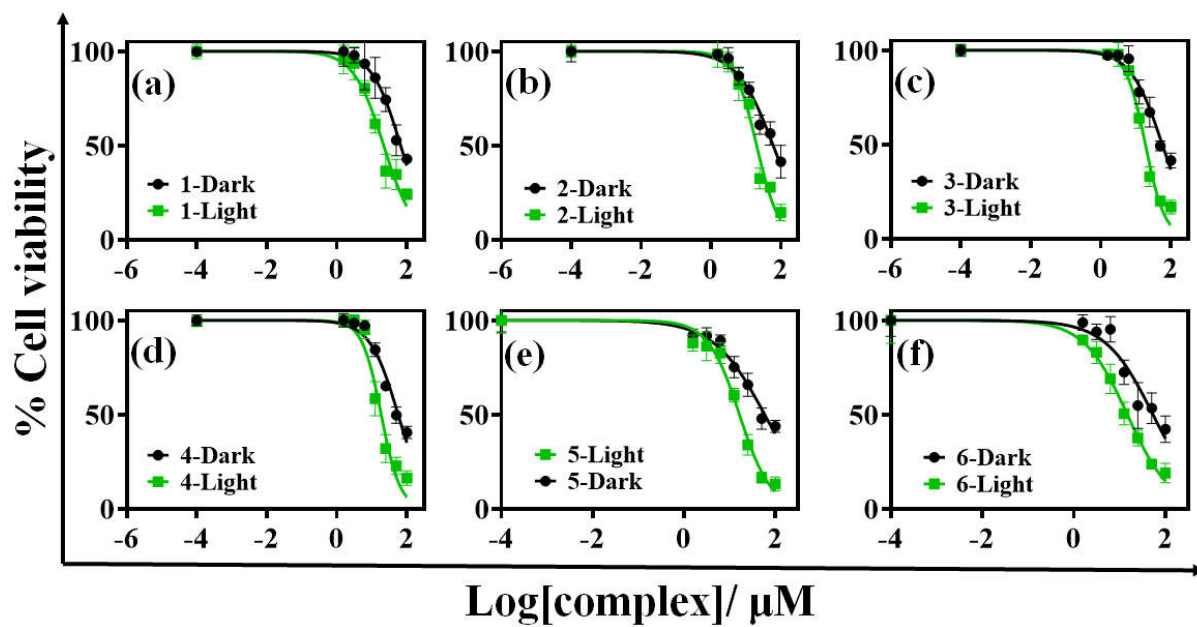 % Cell viability
100
50
0
(a)
1-Dark
1-Light
-6 -4 -2 0 2
100
50
0
(b)
2-Dark
2-Light
-6 -4 -2 0 2
100
50
0
(c)
3-Dark
3-Light
-6 -4 -2 0 2
100
50
0
(d)
4-Dark
4-Light
-6 -4 -2 0 2
100
50
0
(e)
5-Light
5-Dark
-4 -2 0 2
100
50
0
(f)
6-Dark
6-Light
-4 -2 0 2
Log[complex]/ μM